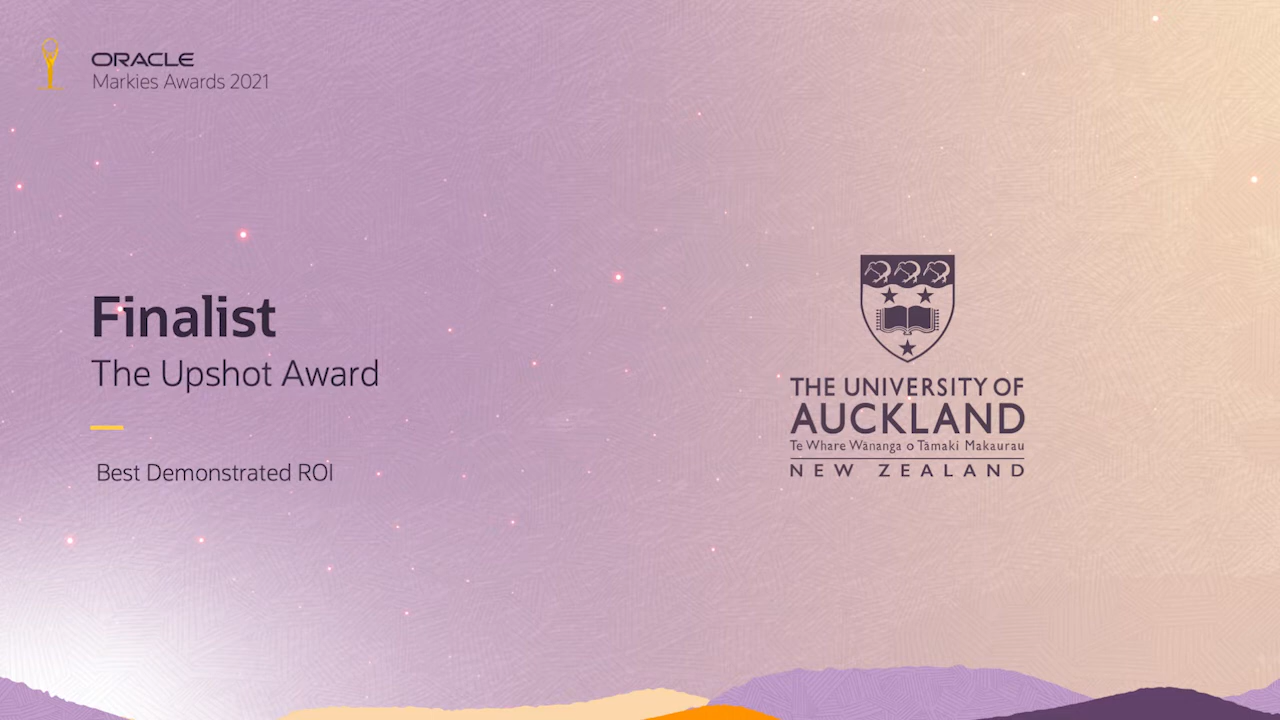 ORACLE
Markies Awards 2021
Finalist
The Upshot Award
Best Demonstrated ROI
THE UNIVERSITY OF
AUCKLAND
Te Whare Wānanga o Tāmaki Makaurau
NEW ZEALAND